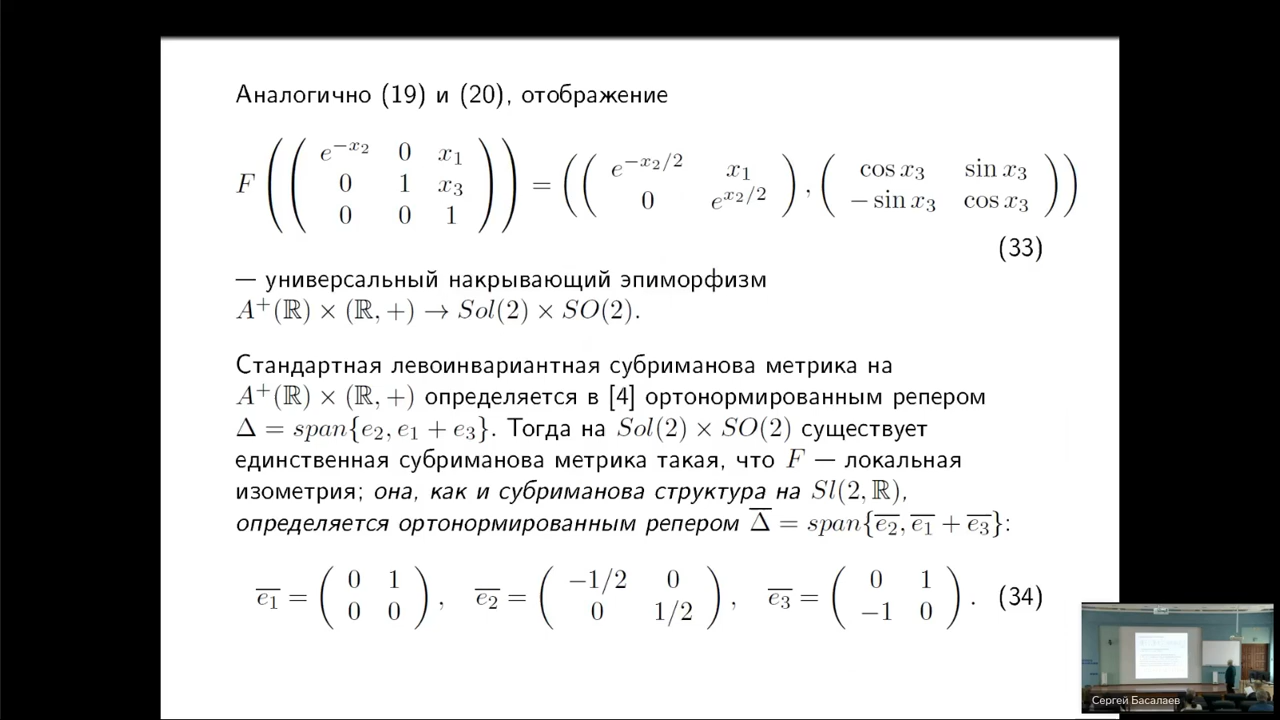 Аналогично (19) и (20), отображение
F ( ( e^{−x_2} 0 x_1 ; 0 1 x_3 ; 0 0 1 ) ) = ( ( e^{−x_2/2} x_1 ; 0 e^{x_2/2} ) , ( cos x_3 sin x_3 ; − sin x_3 cos x_3 ) )
(33)
— универсальный накрывающий эпиморфизм
A^+(ℝ) × (ℝ, +) → Sol(2) × SO(2).
Стандартная левоинвариантная субриманова метрика на
A^+(ℝ) × (ℝ, +) определяется в [4] ортонормированным репером
Δ = span{e_2, e_1 + e_3}. Тогда на Sol(2) × SO(2) существует
единственная субриманова метрика такая, что F — локальная
изометрия; она, как и субриманова структура на Sl(2, ℝ),
определяется ортонормированным репером \overline{Δ} = span{\overline{e_2}, \overline{e_1} + \overline{e_3}}:
\overline{e_1} = ( 0 1 ; 0 0 ) , \overline{e_2} = ( −1/2 0 ; 0 1/2 ) , \overline{e_3} = ( 0 1 ; −1 0 ) . (34)
Сергей Басалаев